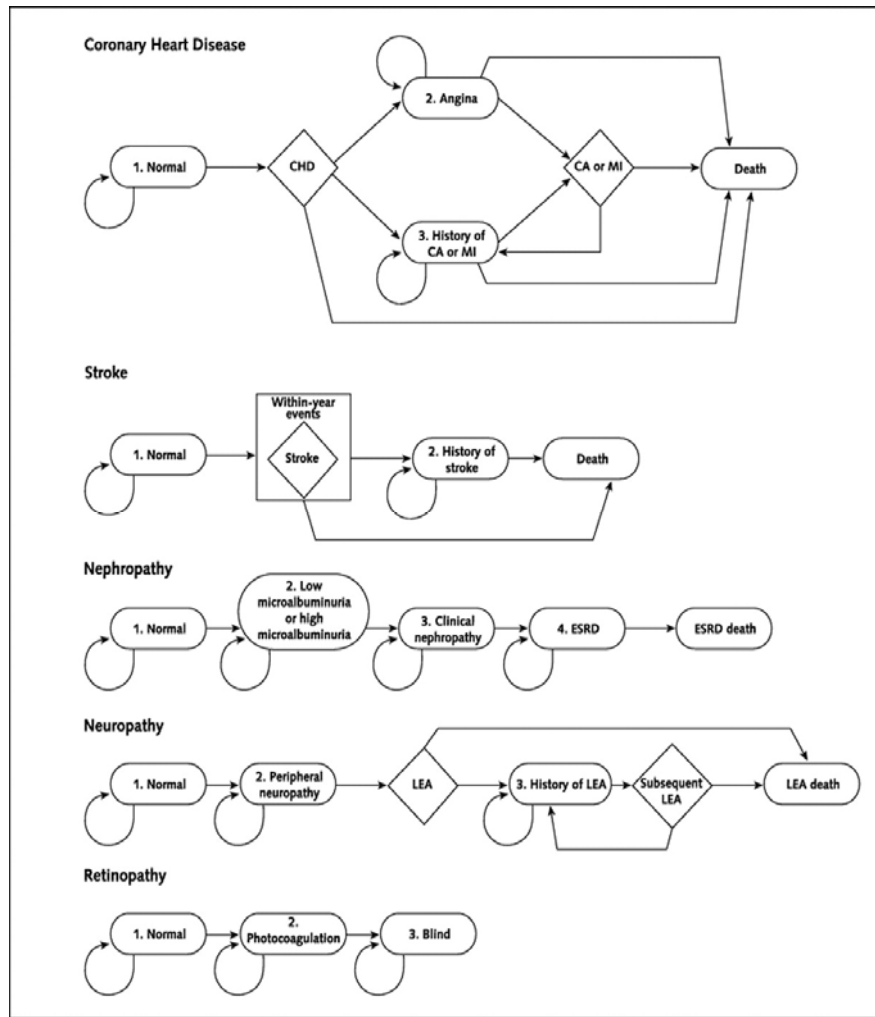 Coronary Heart Disease
2. Angina
1. Normal
CHD
CA or MI
Death
3. History of
CA or MI
Stroke
Within-year
events
1. Normal
Stroke
2. History of
stroke
Death
Nephropathy
1. Normal
2. Low
microalbuminuria
or high
microalbuminuria
3. Clinical
nephropathy
4. ESRD
ESRD death
Neuropathy
1. Normal
2. Peripheral
neuropathy
LEA
3. History of LEA
Subsequent
LEA
LEA death
Retinopathy
1. Normal
2.
Photocoagulation
3. Blind